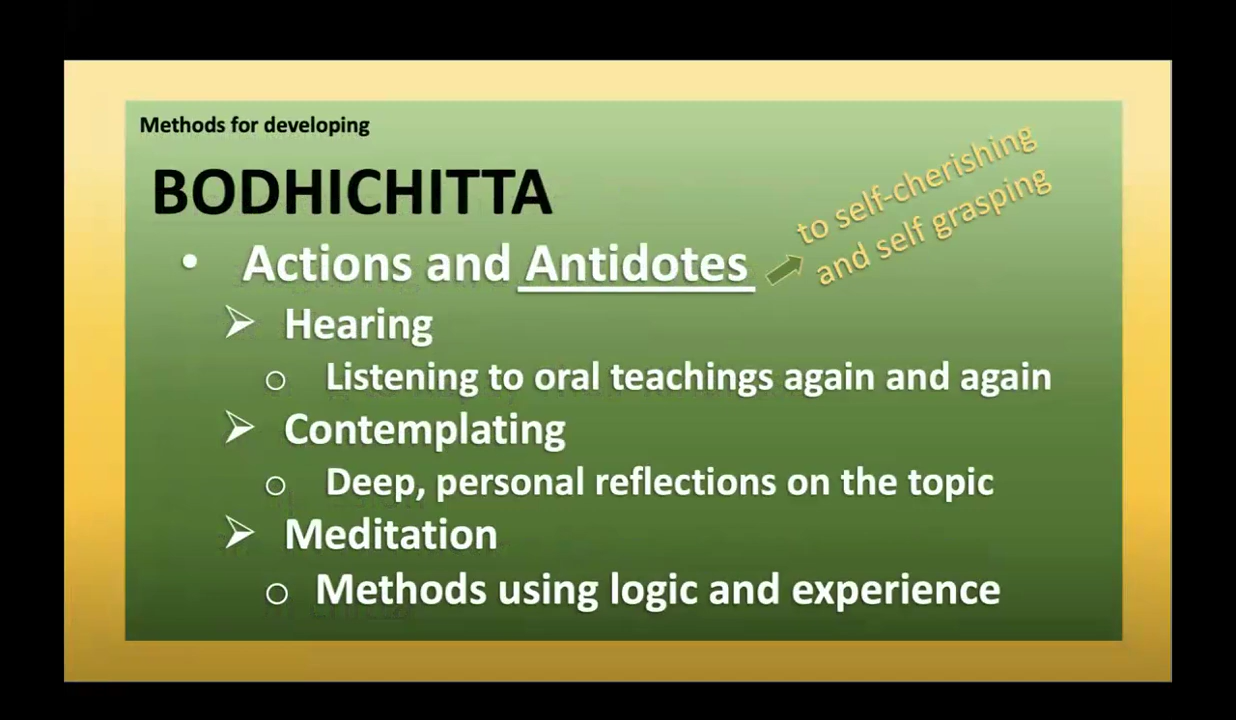 Methods for developing
BODHICHITTA
• Actions and Antidotes
to self-cherishing
and self grasping
➢ Hearing
o Listening to oral teachings again and again
➢ Contemplating
o Deep, personal reflections on the topic
➢ Meditation
o Methods using logic and experience